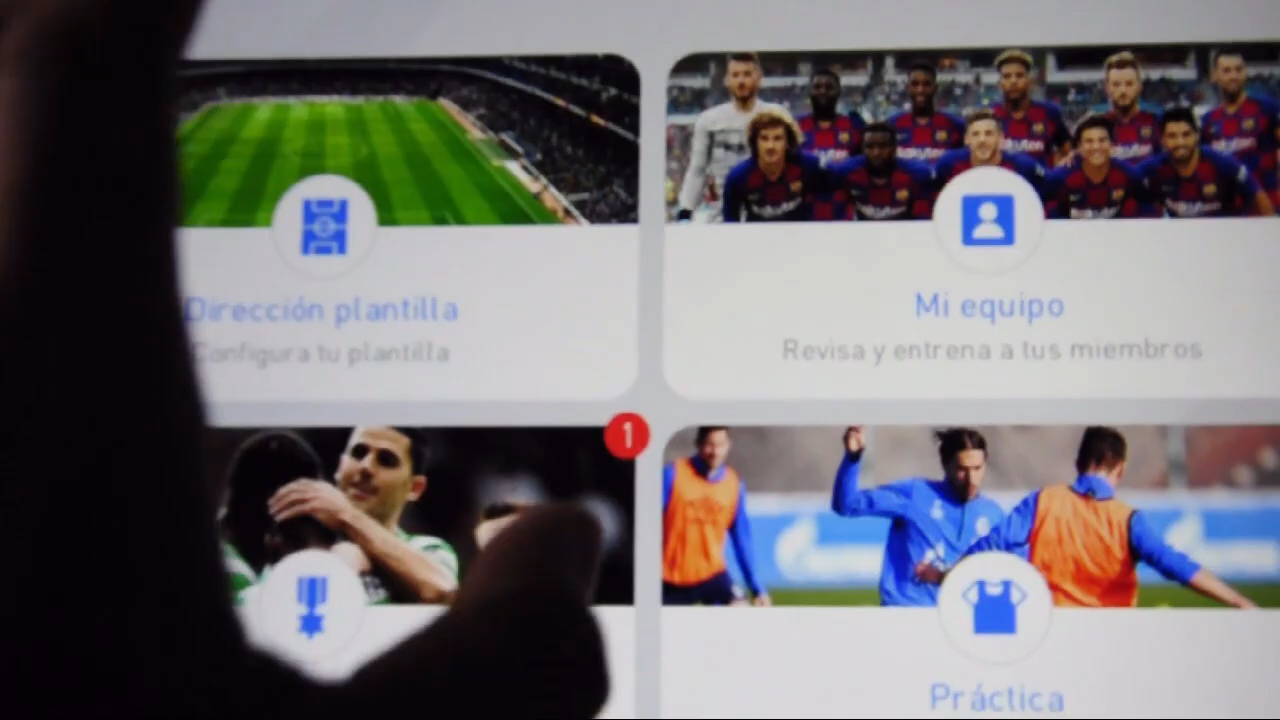 Dirección plantilla
Configura tu plantilla
Mi equipo
Revisa y entrena a tus miembros
1
Práctica